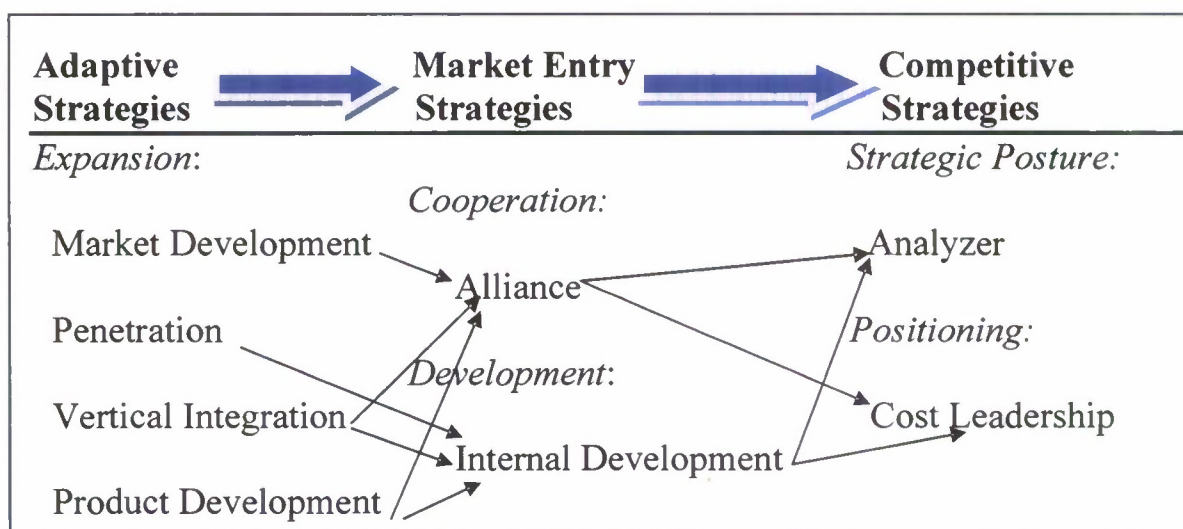 Adaptive Strategies
Market Entry Strategies
Competitive Strategies
Expansion:
Strategic Posture:
Cooperation:
Market Development
Analyzer
Alliance
Penetration
Positioning:
Development:
Vertical Integration
Cost Leadership
Internal Development
Product Development